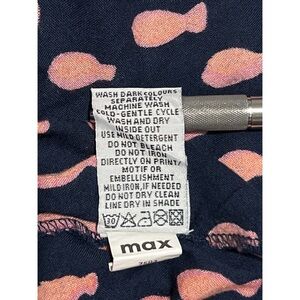 WASH DARK COLOURS
SEPARATELY
MACHINE WASH
COLD-GENTLE CYCLE
WASH AND DRY
INSIDE OUT
USE MILD DETERGENT
DO NOT BLEACH
DO NOT IRON
DIRECTLY ON PRINT/
MOTIF OR
EMBELLISHMENT
MILD IRON, IF NEEDED
DO NOT DRY CLEAN
LINE DRY IN SHADE
max